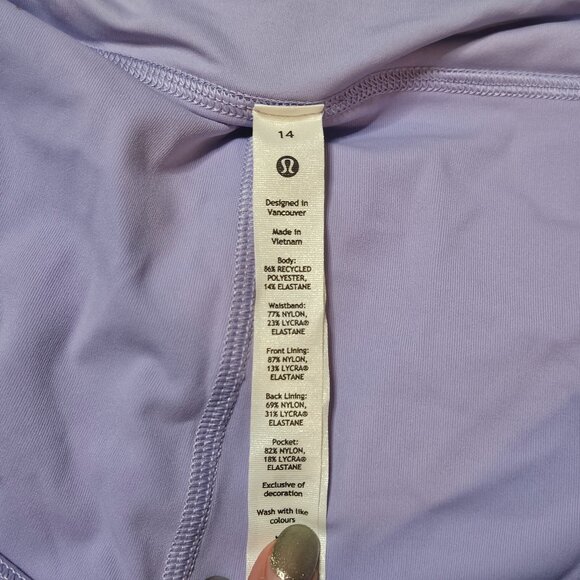 14
Designed in
Vancouver
Made in
Vietnam
Body:
86% RECYCLED
POLYESTER,
14% ELASTANE
Waistband:
77% NYLON,
23% LYCRA®
ELASTANE
Front Lining:
87% NYLON,
13% LYCRA®
ELASTANE
Back Lining:
69% NYLON,
31% LYCRA®
ELASTANE
Pocket:
82% NYLON,
18% LYCRA®
ELASTANE
Exclusive of
decoration
Wash with like
colours